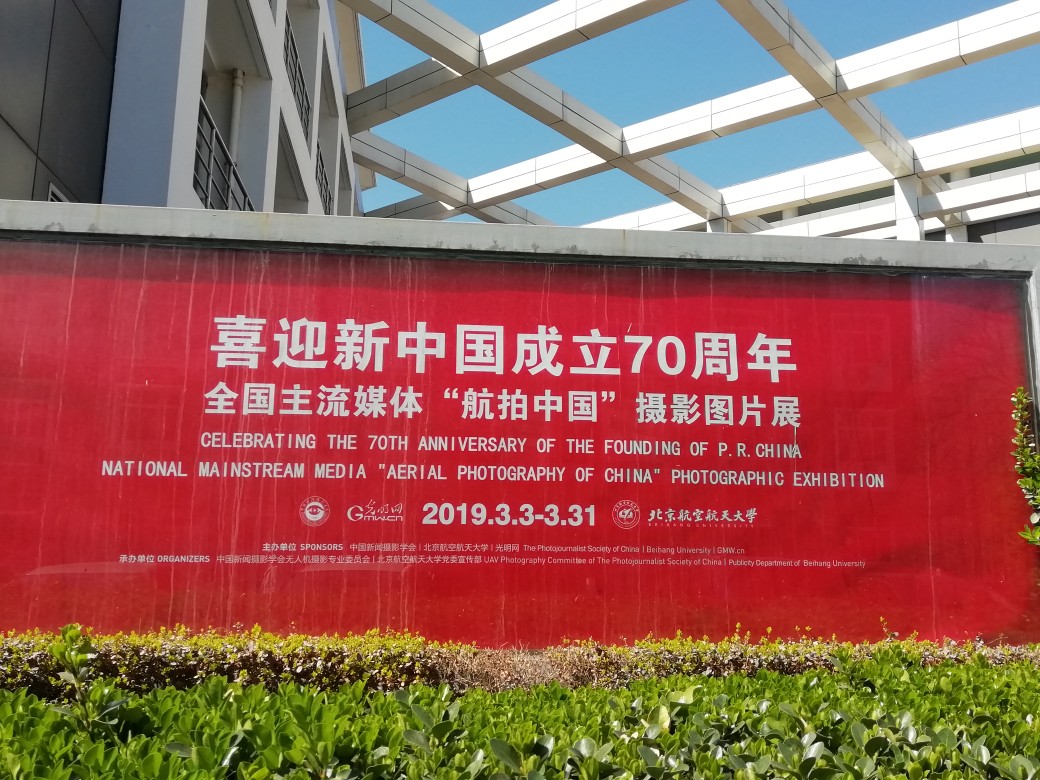 喜迎新中国成立70周年
全国主流媒体“航拍中国”摄影图片展
CELEBRATING THE 70TH ANNIVERSARY OF THE FOUNDING OF P.R.CHINA
NATIONAL MAINSTREAM MEDIA "AERIAL PHOTOGRAPHY OF CHINA" PHOTOGRAPHIC EXHIBITION
光明网 GMW.CN 2019.3.3-3.31 北京航空航天大学 BEIHANG UNIVERSITY
主办单位 SPONSORS 中国新闻摄影学会 | 北京航空航天大学 | 光明网 The Photojournalist Society of China | Beihang University | GMW.cn
承办单位 ORGANIZERS 中国新闻摄影学会无人机摄影专业委员会 | 北京航空航天大学党委宣传部 UAV Photography Committee of The Photojournalist Society of China | Publicity Department of Beihang University